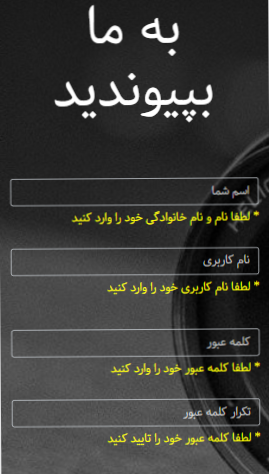 به ما
بپیوندید
اسم شما
* لطفا نام و نام خانوادگی خود را وارد کنید
نام کاربری
* لطفا نام کاربری خود را وارد کنید
کلمه عبور
* لطفا کلمه عبور خود را وارد کنید
تکرار کلمه عبور
* لطفا کلمه عبور خود را تایید کنید